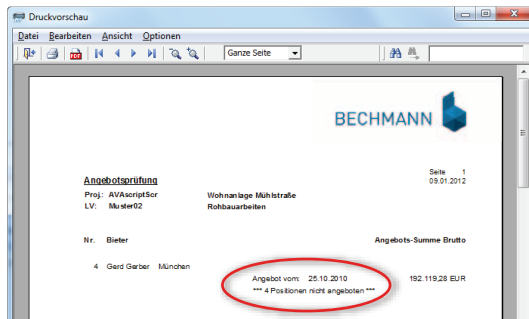 Druckvorschau
Datei Bearbeiten Ansicht Optionen
PDF Ganze Seite
BECHMANN
Seite 1
Angebotsprüfung 09.01.2012
Proj.: AVAscriptScr Wohnanlage Mühlstraße
LV: Muster02 Rohbauarbeiten
Nr. Bieter Angebots-Summe Brutto
4 Gerd Gerber München
Angebot vom: 25.10.2010 192.119,28 EUR
*** 4 Positionen nicht angeboten ***